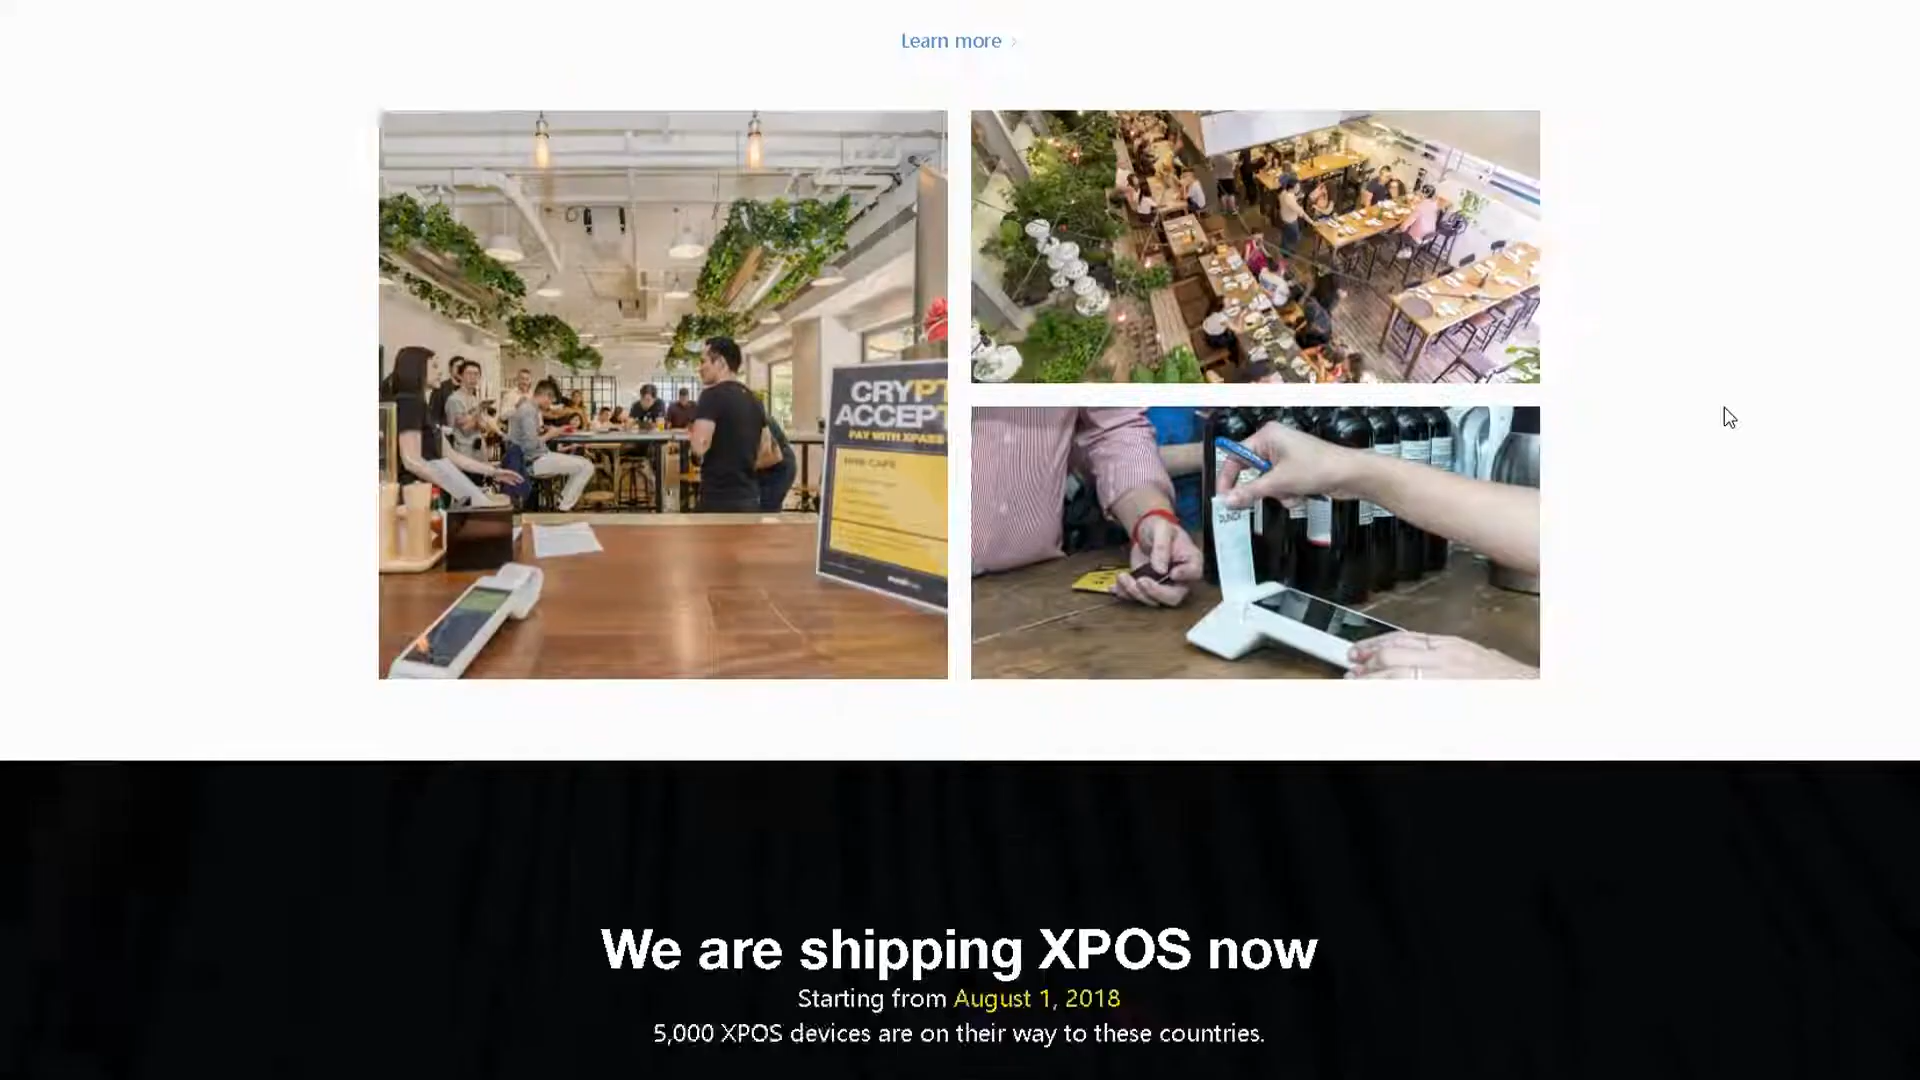 Learn more
CRYPT
ACCEPT
PAY WITH XPASS
We are shipping XPOS now
Starting from August 1, 2018
5,000 XPOS devices are on their way to these countries.